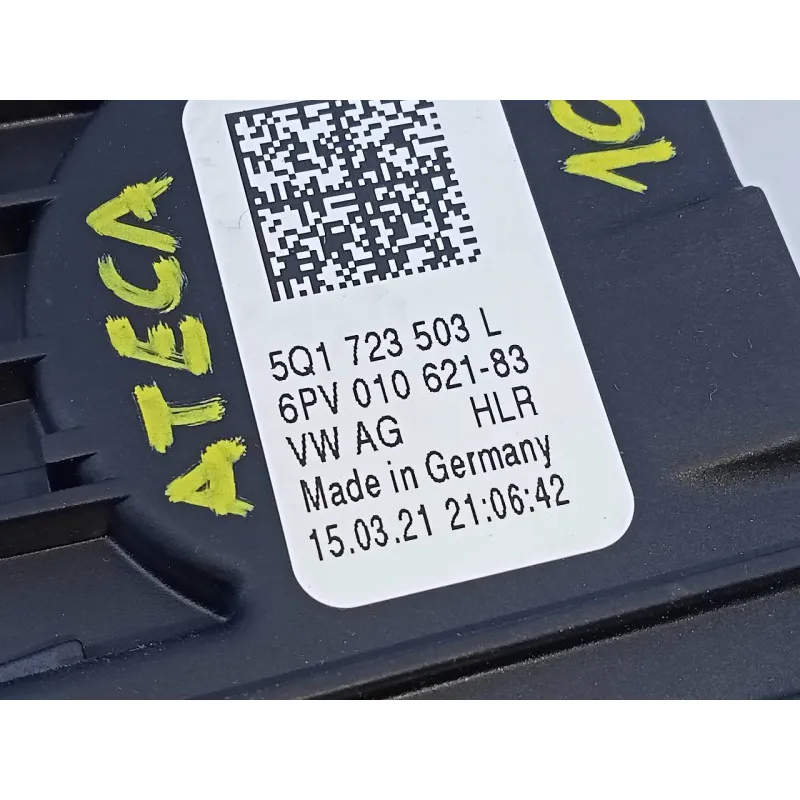 ATECA
10
5Q1 723 503 L
6PV 010 621-83
VW AG HLR
Made in Germany
15.03.21 21:06:42